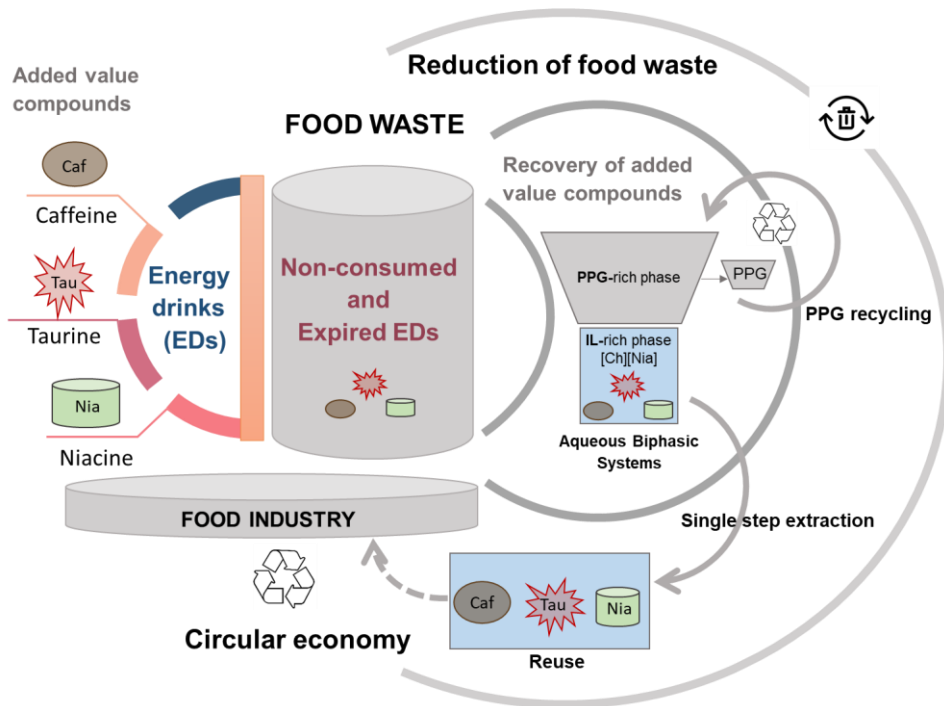 Reduction of food waste
Added value
compounds
FOOD WASTE
Caf
Caffeine
Tau
Taurine
Nia
Niacine
Energy
drinks
(EDs)
Non-consumed
and
Expired EDs
Recovery of added
value compounds
PPG-rich phase
PPG
PPG recycling
IL-rich phase
[Ch][Nia]
Aqueous Biphasic
Systems
Single step extraction
FOOD INDUSTRY
Circular economy
Caf
Tau
Nia
Reuse